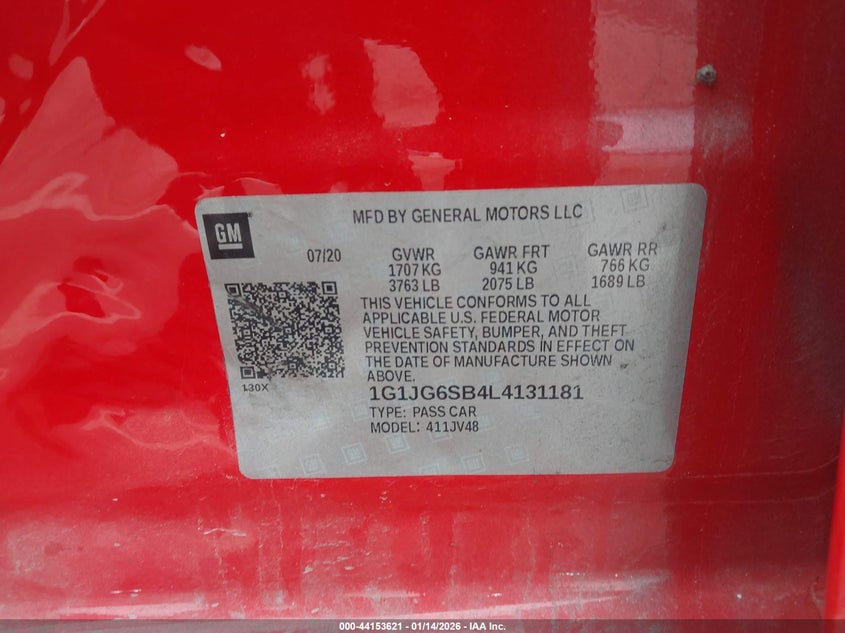 GM
MFD BY GENERAL MOTORS LLC
07/20 GVWR GAWR FRT GAWR RR
1707 KG 941 KG 766 KG
3763 LB 2075 LB 1689 LB
THIS VEHICLE CONFORMS TO ALL
APPLICABLE U.S. FEDERAL MOTOR
VEHICLE SAFETY, BUMPER, AND THEFT
PREVENTION STANDARDS IN EFFECT ON
THE DATE OF MANUFACTURE SHOWN
ABOVE.
130X
1G1JG6SB4L4131181
TYPE: PASS CAR
MODEL: 411JV48
000-44153621 - 01/14/2026 - IAA Inc.